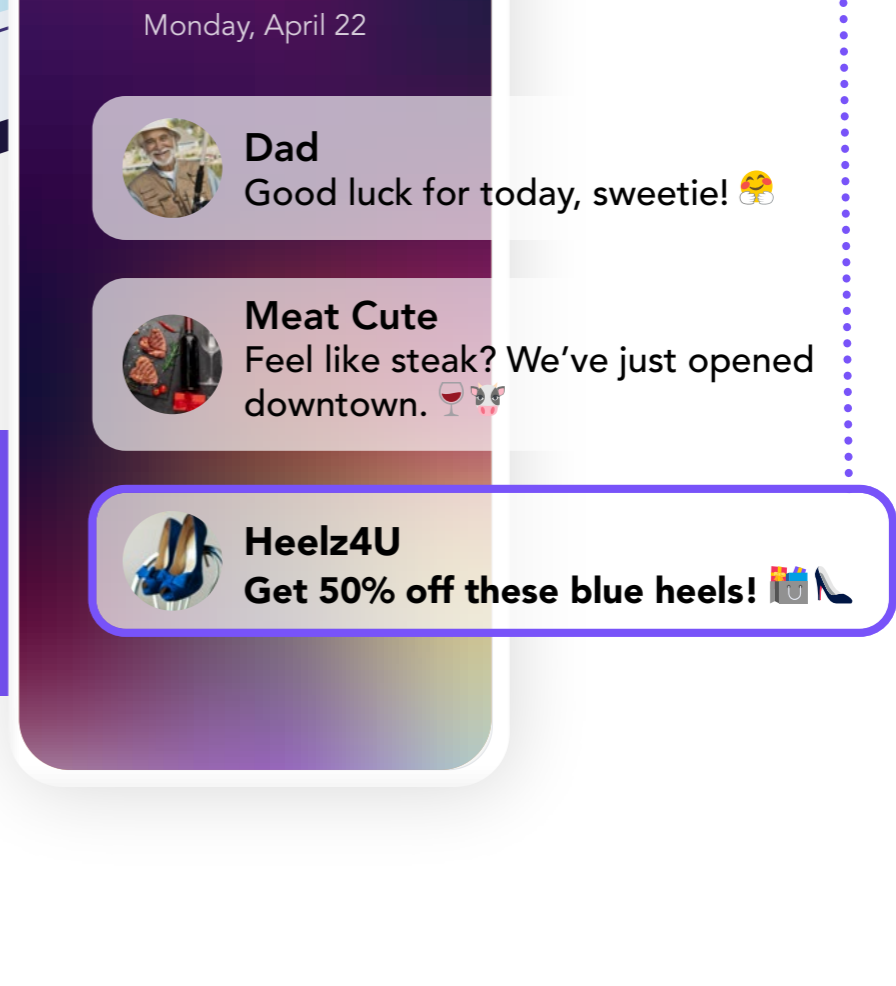 Monday, April 22
Dad
Good luck for today, sweetie! 🤗
Meat Cute
Feel like steak? We’ve just opened
downtown. 🍷🐮
Heelz4U
Get 50% off these blue heels! 🛍️👠